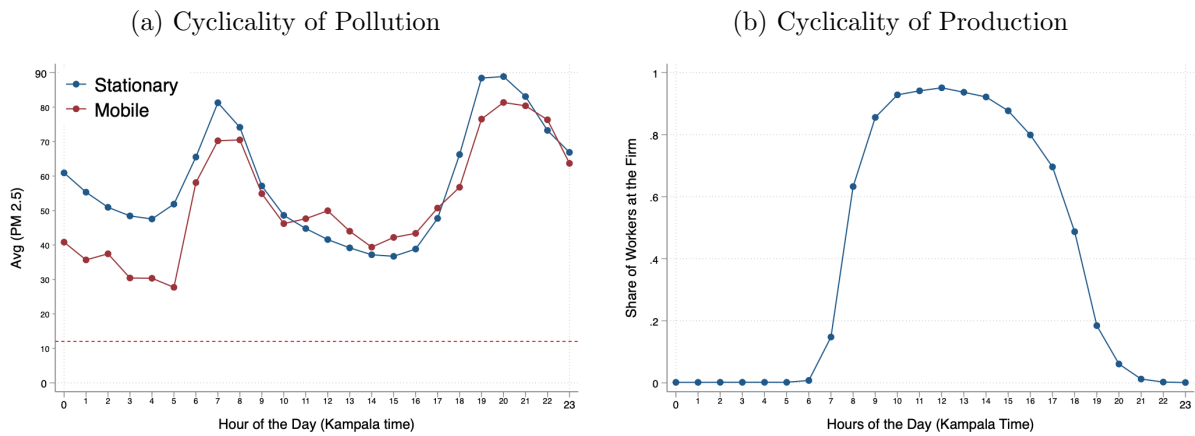 (a) Cyclicality of Pollution
Stationary
Mobile
Avg (PM 2.5)
90
80
70
60
50
40
30
20
10
0
0 1 2 3 4 5 6 7 8 9 10 11 12 13 14 15 16 17 18 19 20 21 22 23
Hour of the Day (Kampala time)
(b) Cyclicality of Production
Share of Workers at the Firm
1
.8
.6
.4
.2
0
0 1 2 3 4 5 6 7 8 9 10 11 12 13 14 15 16 17 18 19 20 21 22 23
Hours of the Day (Kampala Time)